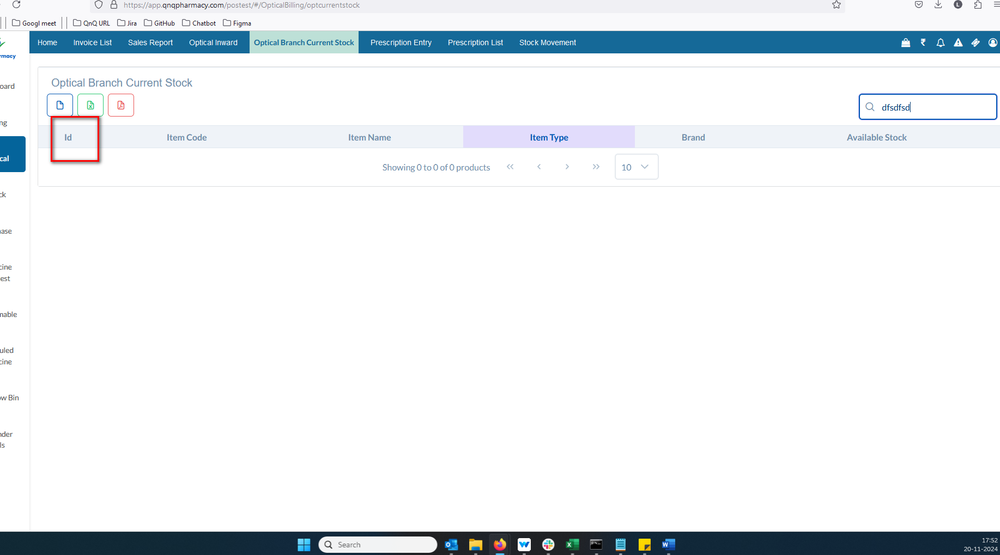 https://app.qnqpharmacy.com/postest/#/OpticalBilling/optcurrentstock
L
Googl meet QnQ URL Jira GitHub Chatbot Figma
Home Invoice List Sales Report Optical Inward Optical Branch Current Stock Prescription Entry Prescription List Stock Movement
rmacy
oard
ng
cal
ck
ase
cine
est
mable
uled
cine
ow Bin
nder
ls
Optical Branch Current Stock
dfsdfsd
Id Item Code Item Name Item Type Brand Available Stock
Showing 0 to 0 of 0 products 10
Search
17:52
20-11-2024